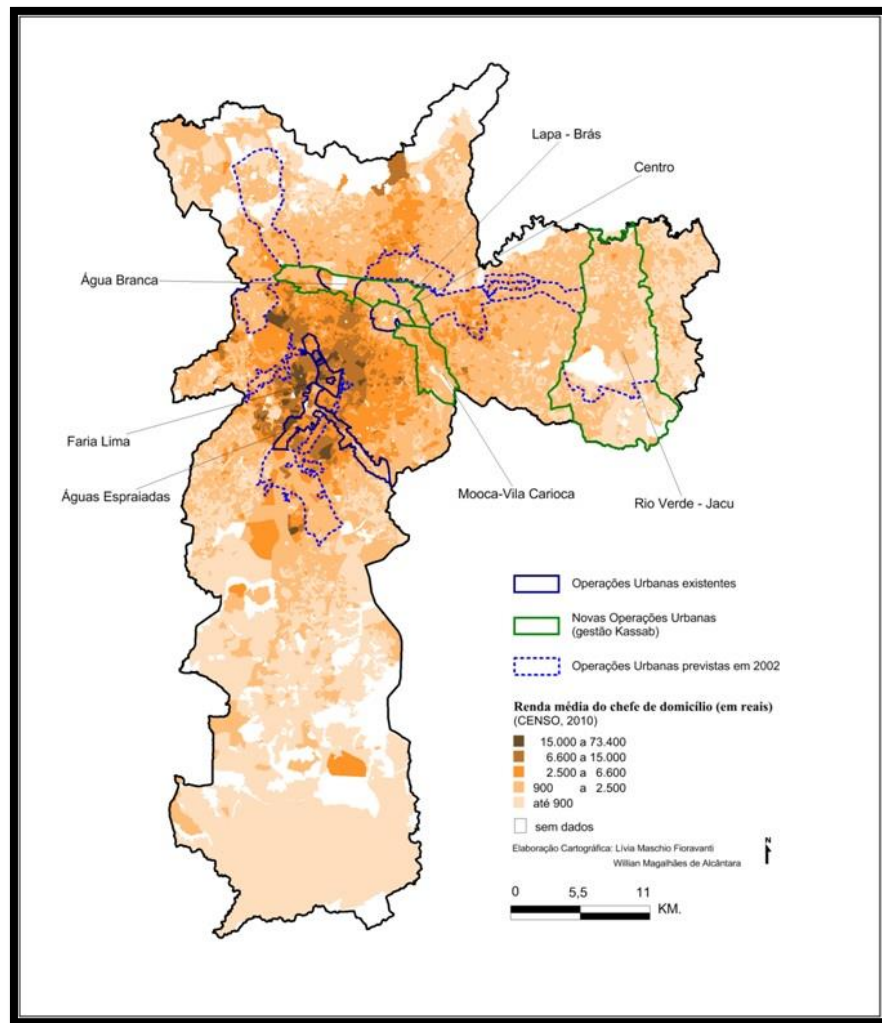 Lapa - Brás
Centro
Água Branca
Faria Lima
Águas Espraiadas
Mooca-Vila Carioca
Rio Verde - Jacu
Operações Urbanas existentes
Novas Operações Urbanas
(gestão Kassab)
Operações Urbanas previstas em 2002
Renda média do chefe de domicílio (em reais)
(CENSO, 2010)
15.000 a 73.400
6.600 a 15.000
2.500 a 6.600
900 a 2.500
até 900
sem dados
Elaboração Cartográfica: Lívia Maschio Fioravanti
Willian Magalhães de Alcântara
N
0 5,5 11
KM.